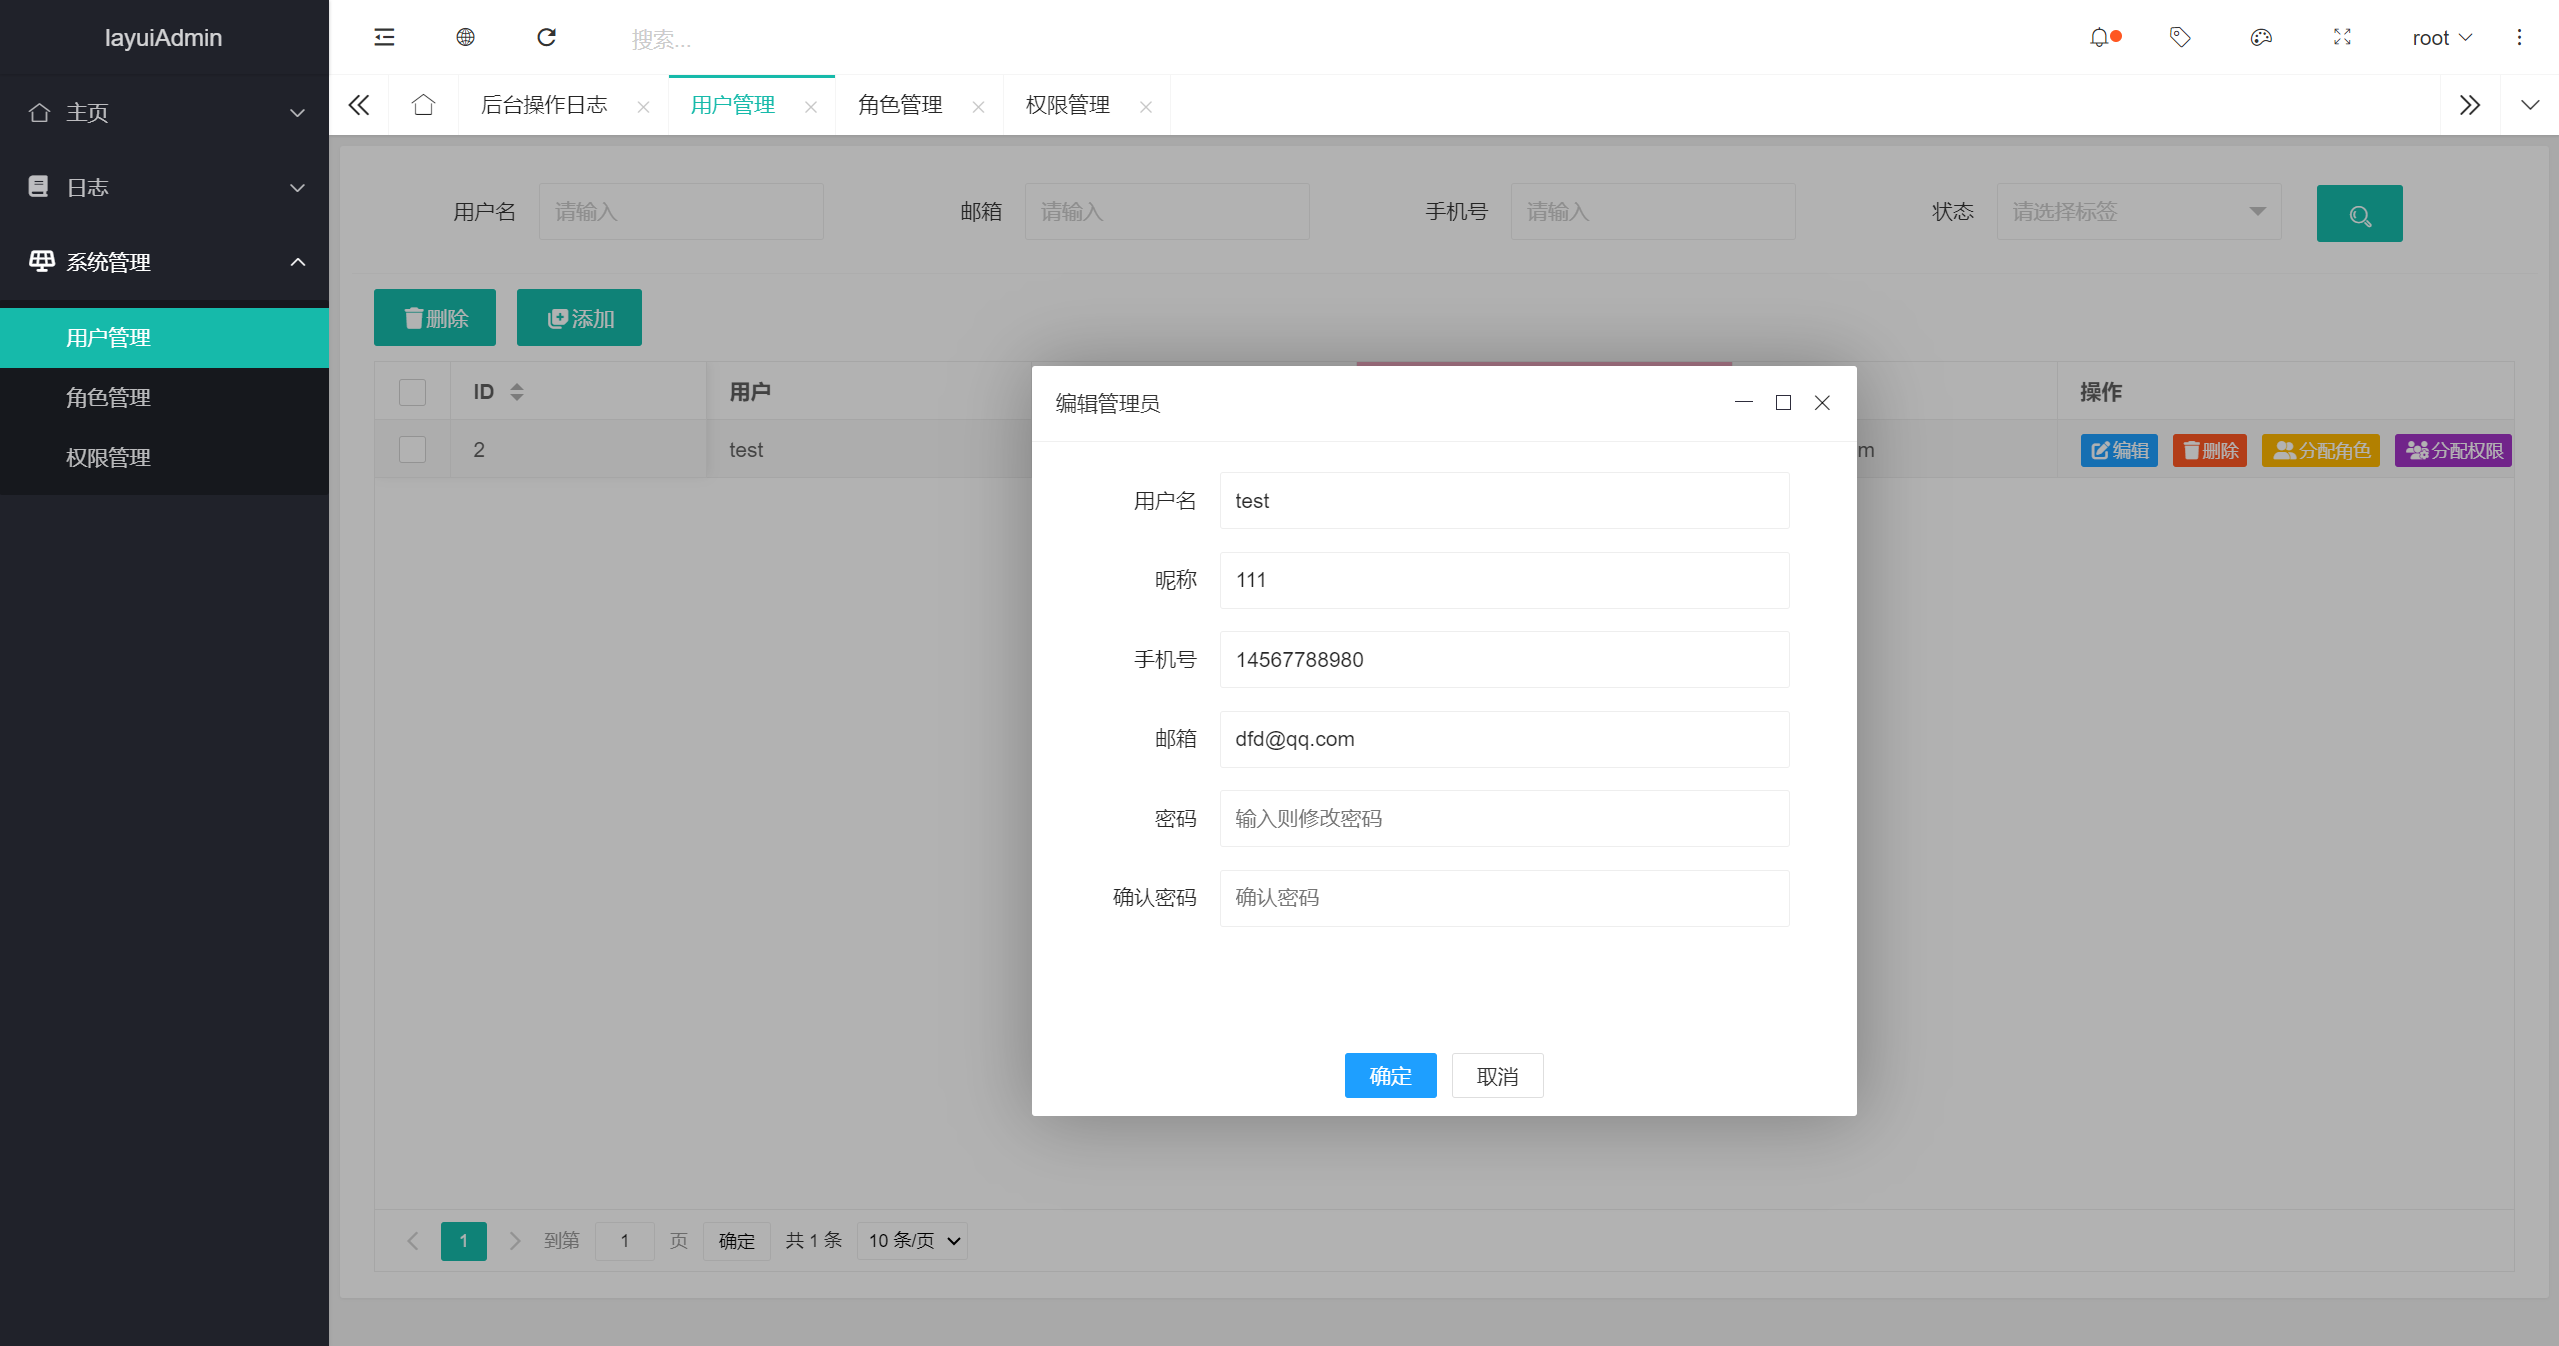 layuiAdmin
搜索...
root
主页
日志
系统管理
用户管理
角色管理
权限管理
后台操作日志
用户管理
角色管理
权限管理
用户名 请输入 邮箱 请输入 手机号 请输入 状态 请选择标签
删除 添加
ID 用户 操作
2 test m 编辑 删除 分配角色 分配权限
编辑管理员
用户名 test
昵称 111
手机号 14567788980
邮箱 dfd@qq.com
密码 输入则修改密码
确认密码 确认密码
确定 取消
1 到第 1 页 确定 共 1 条 10 条/页